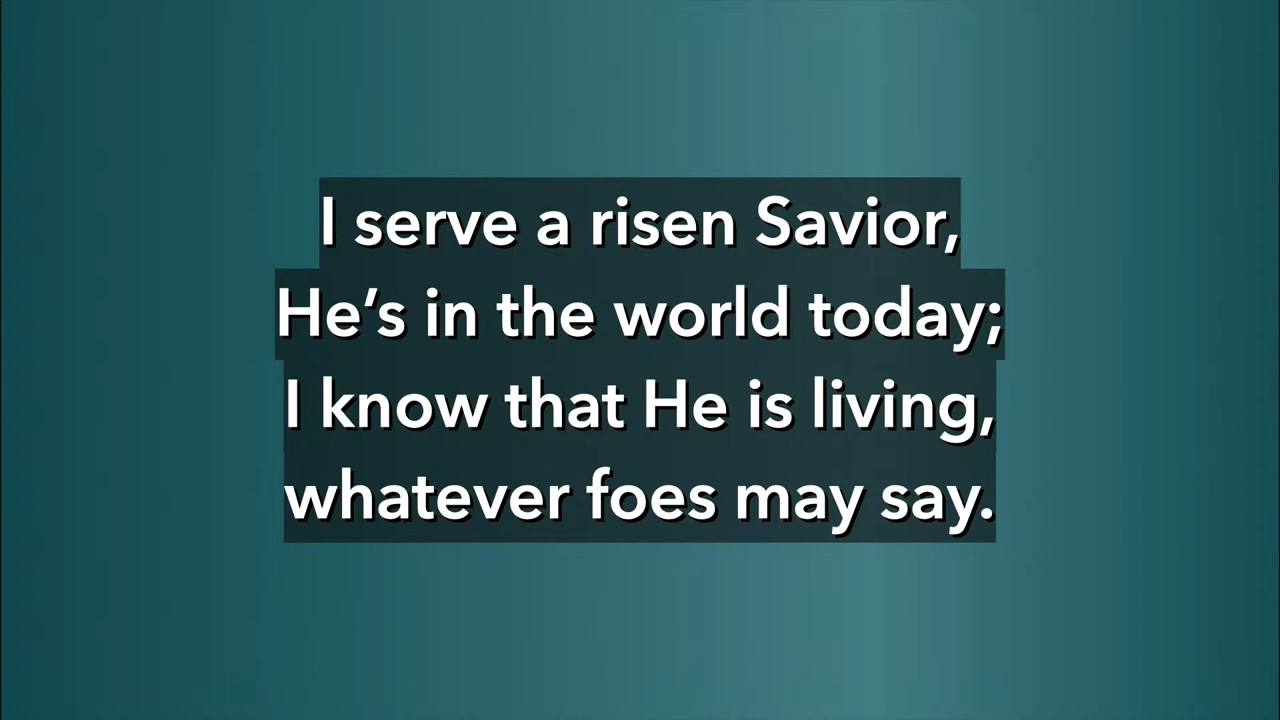 I serve a risen Savior,
He’s in the world today;
I know that He is living,
whatever foes may say.